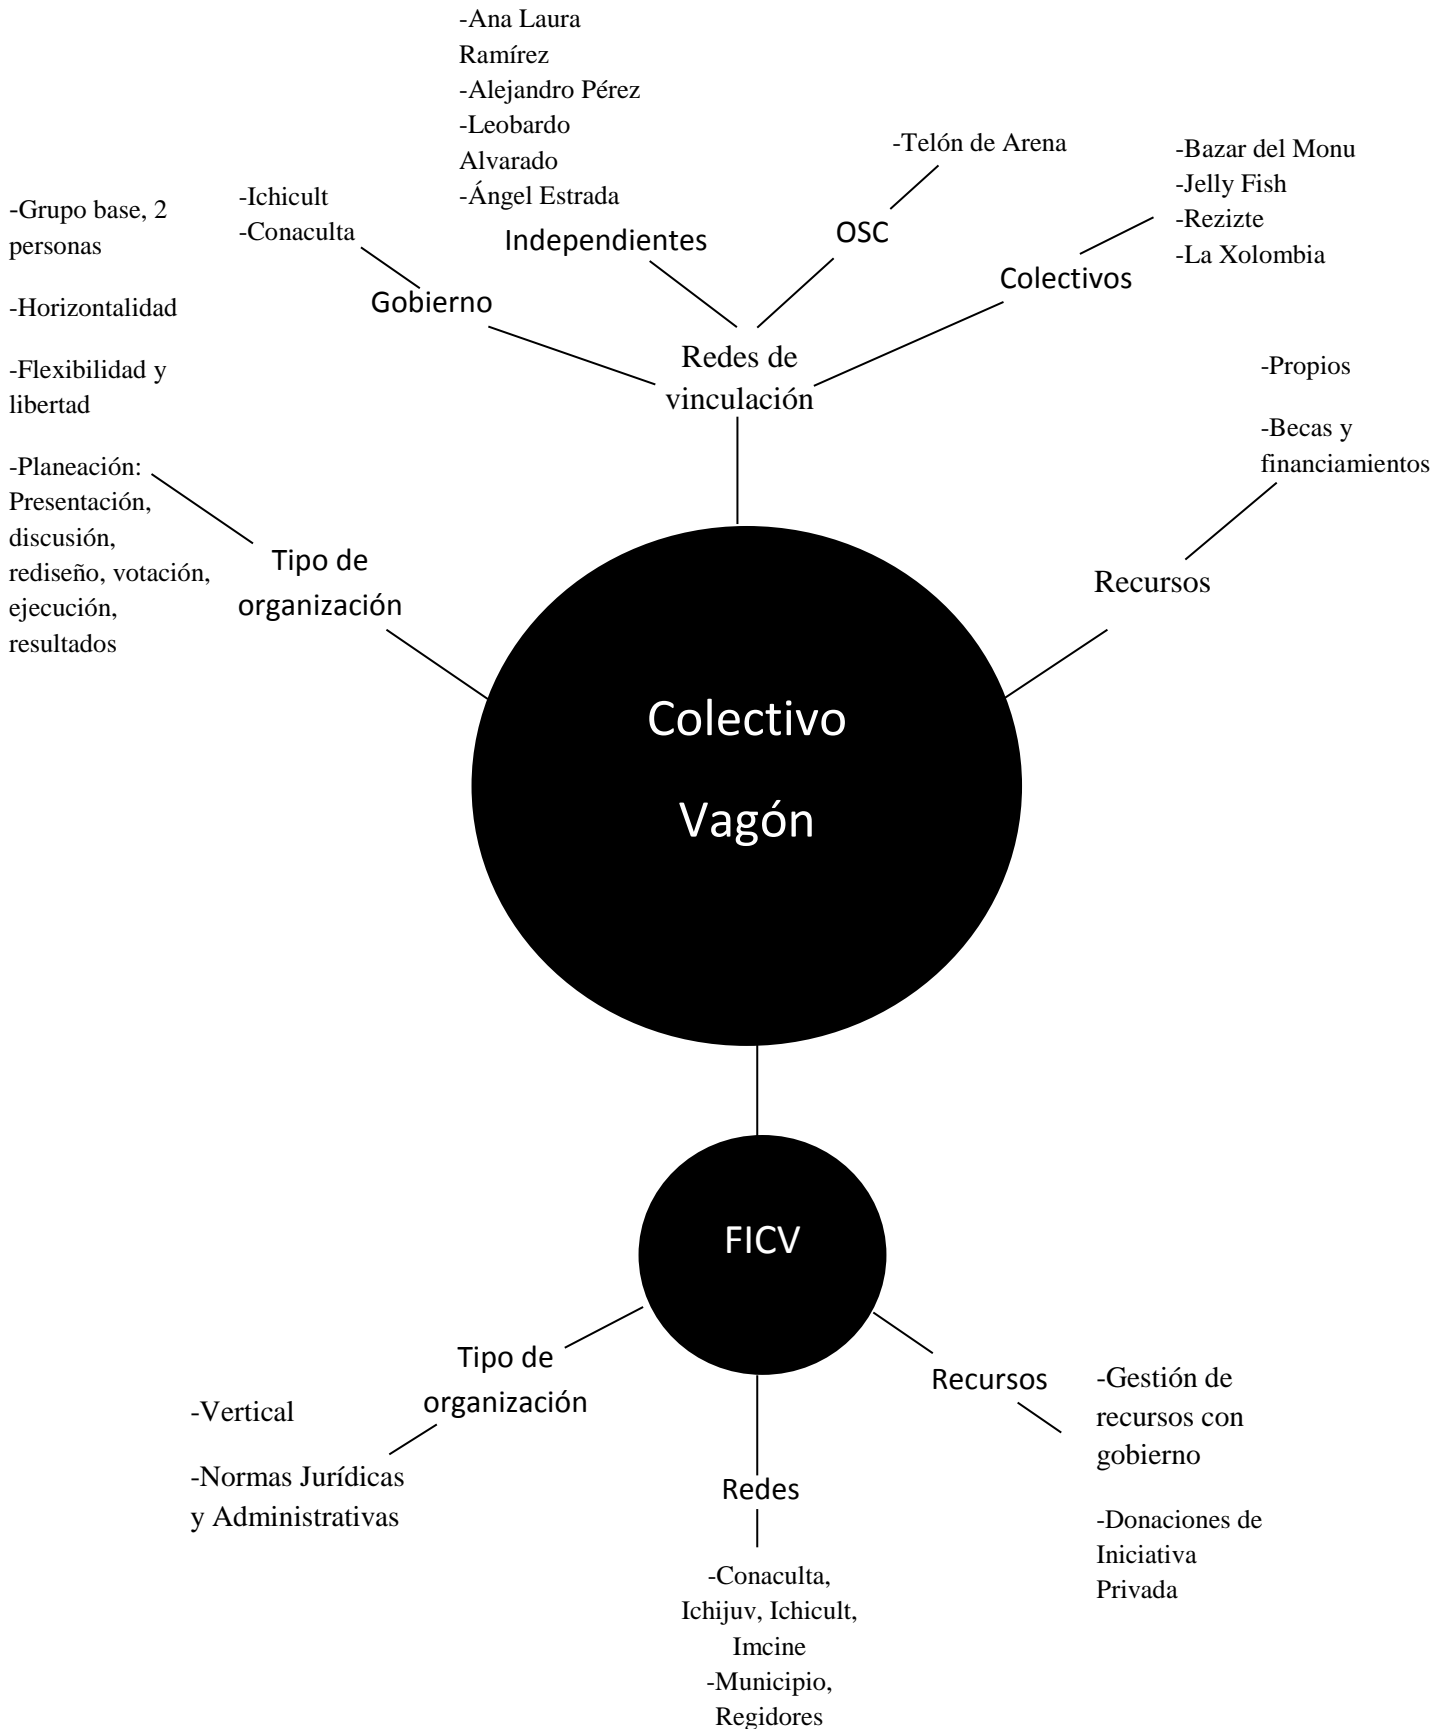 -Ana Laura
Ramírez
-Alejandro Pérez
-Leobardo
Alvarado
-Ángel Estrada
Independientes
-Telón de Arena
OSC
-Bazar del Monu
-Jelly Fish
-Rezizte
-La Xolombia
Colectivos
-Ichicult
-Conaculta
Gobierno
Redes de
vinculación
-Grupo base, 2
personas
-Horizontalidad
-Flexibilidad y
libertad
-Planeación:
Presentación,
discusión,
rediseño, votación,
ejecución,
resultados
Tipo de
organización
-Propios
-Becas y
financiamientos
Recursos
Colectivo
Vagón
FICV
Tipo de
organización
-Vertical
-Normas Jurídicas
y Administrativas
Redes
-Conaculta,
Ichijuv, Ichicult,
Imcine
-Municipio,
Regidores
Recursos
-Gestión de
recursos con
gobierno
-Donaciones de
Iniciativa
Privada